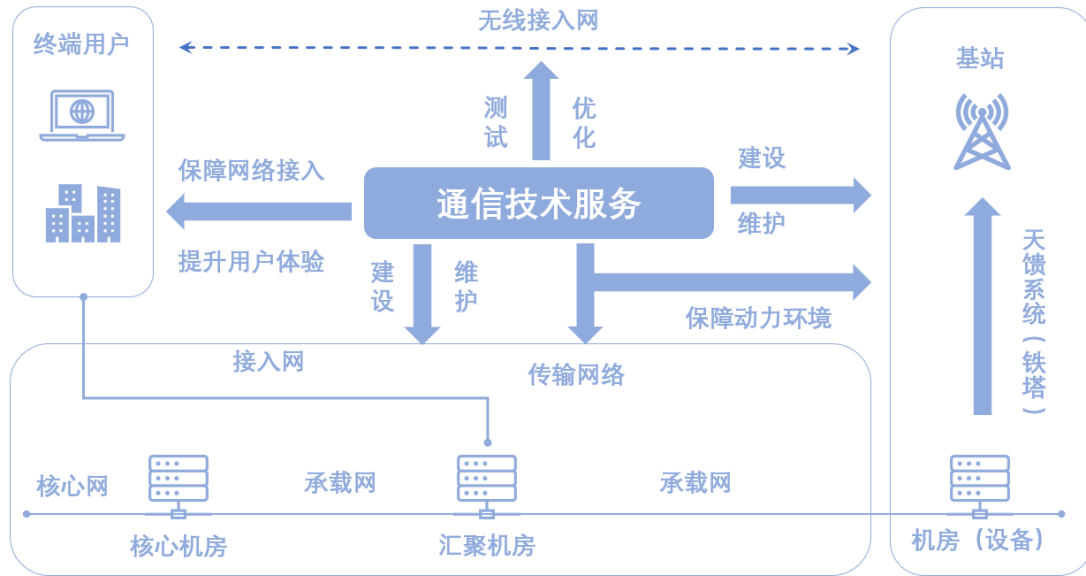 无线接入网
终端用户
基站
测试
优化
保障网络接入
建设
通信技术服务
维护
提升用户体验
建设
维护
天馈系统(铁塔)
保障动力环境
接入网
传输网络
核心网
承载网
承载网
核心机房
汇聚机房
机房（设备）